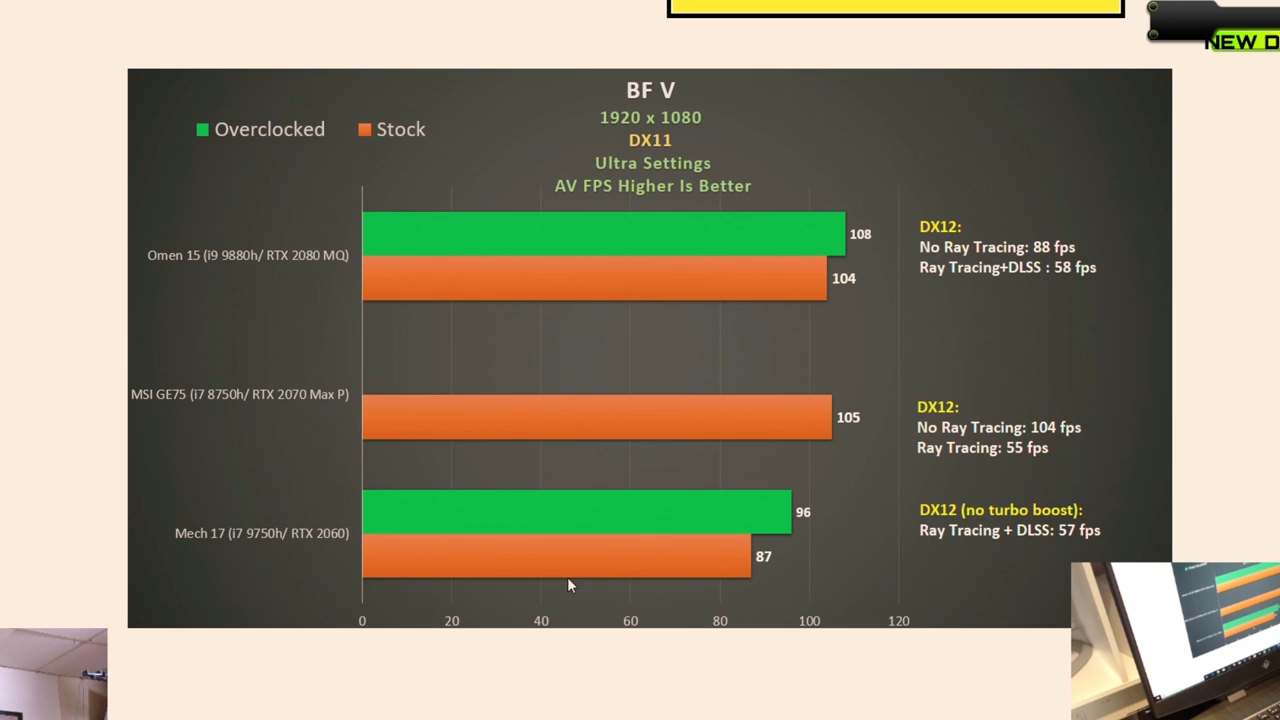 NEW D
BF V
1920 x 1080
DX11
Ultra Settings
AV FPS Higher Is Better
Overclocked
Stock
Omen 15 (i9 9880h/ RTX 2080 MQ)
108
104
DX12:
No Ray Tracing: 88 fps
Ray Tracing+DLSS : 58 fps
MSI GE75 (i7 8750h/ RTX 2070 Max P)
105
DX12:
No Ray Tracing: 104 fps
Ray Tracing: 55 fps
Mech 17 (i7 9750h/ RTX 2060)
96
87
DX12 (no turbo boost):
Ray Tracing + DLSS: 57 fps
0 20 40 60 80 100 120